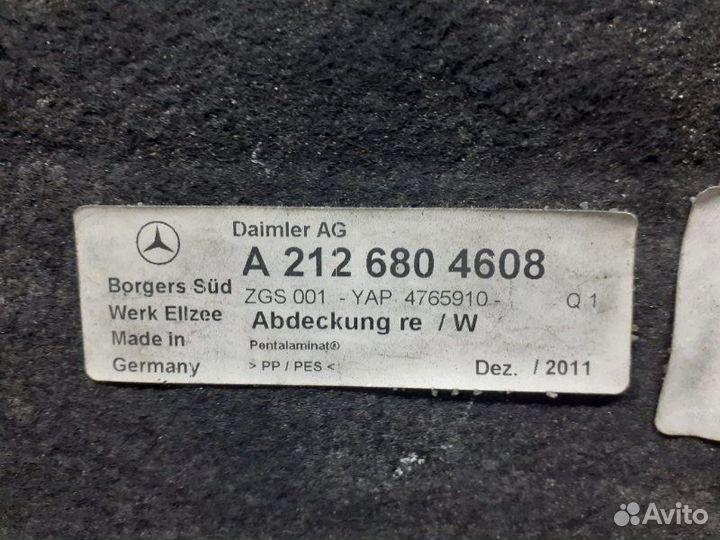 Daimler AG
A 212 680 4608
Borgers Süd
ZGS 001 - YAP 4765910 -
Q 1
Werk Ellzee
Abdeckung re / W
Made in
Pentalaminat®
Germany
> PP / PES <
Dez. / 2011
Avito